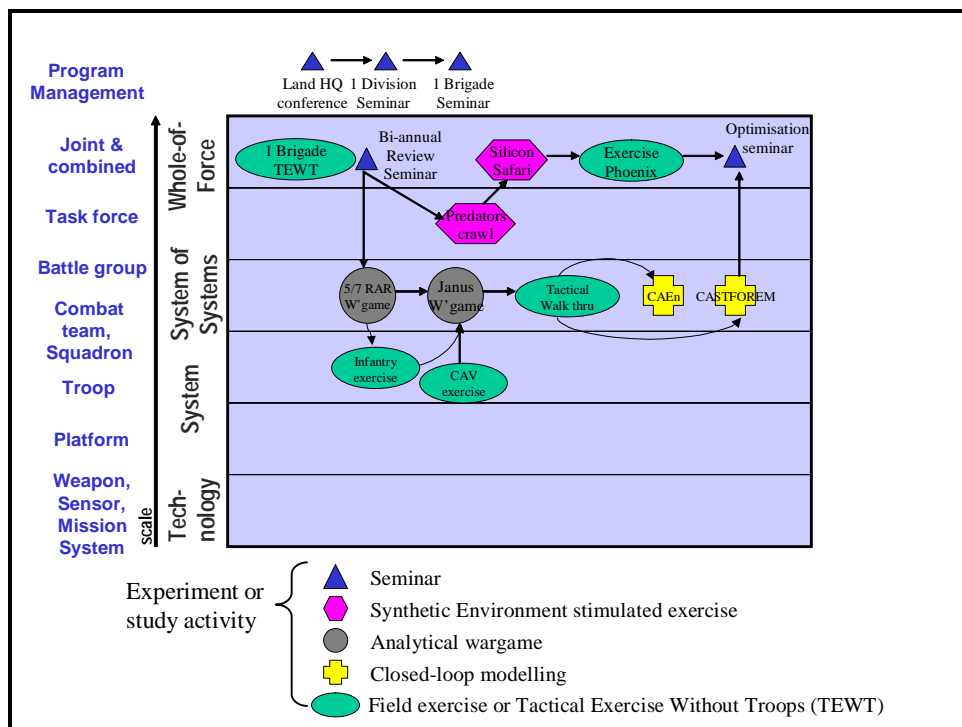 Program
Management
Land HQ
conference
1 Division
Seminar
1 Brigade
Seminar
Joint &
combined
Task force
Battle group
Combat
team,
Squadron
Troop
Platform
Weapon,
Sensor,
Mission
System
scale
Whole-of-
Force
System of
Systems
System
Tech-
nology
1 Brigade
TEWT
Bi-annual
Review
Seminar
Silicon
Safari
Exercise
Phoenix
Optimisation
seminar
Predators
crawl
5/7 RAR
W'game
Janus
W'game
Tactical
Walk thru
CAEn
CASTFOREM
Infantry
exercise
CAV
exercise
Experiment or
study activity
Seminar
Synthetic Environment stimulated exercise
Analytical wargame
Closed-loop modelling
Field exercise or Tactical Exercise Without Troops (TEWT)